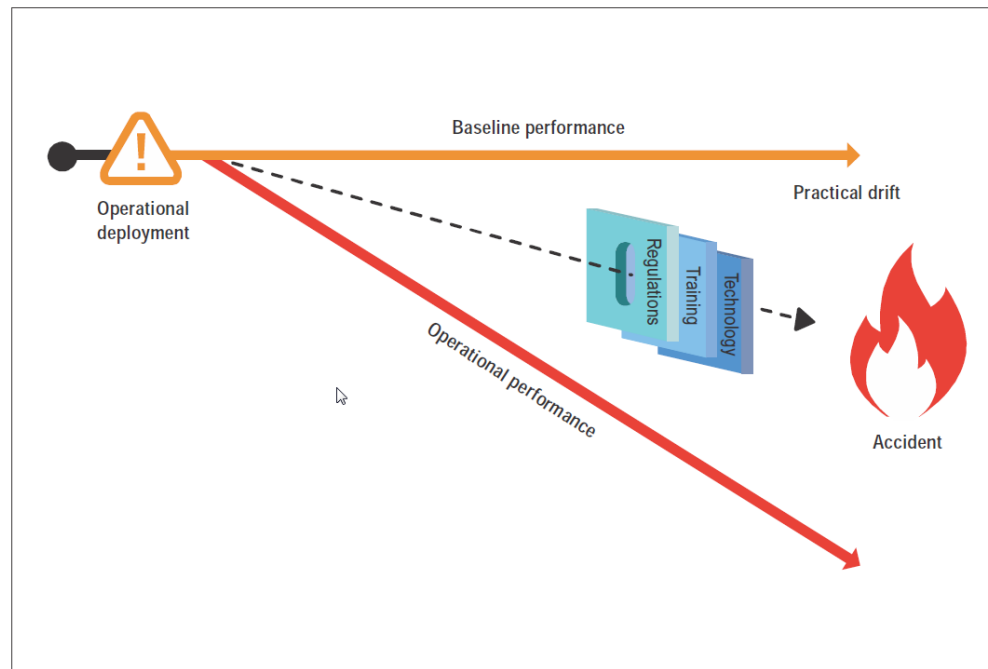 Baseline performance
Operational
deployment
Practical drift
Regulations
Training
Technology
Operational performance
Accident